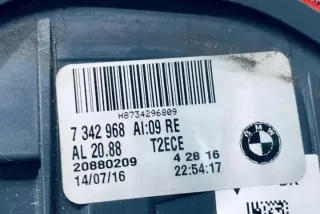 H8734296809
7 342 968 AI:09 RE
AL 20.88 T2ECE
20880209 4 28 16
14/07/16 22:54:17
BMW